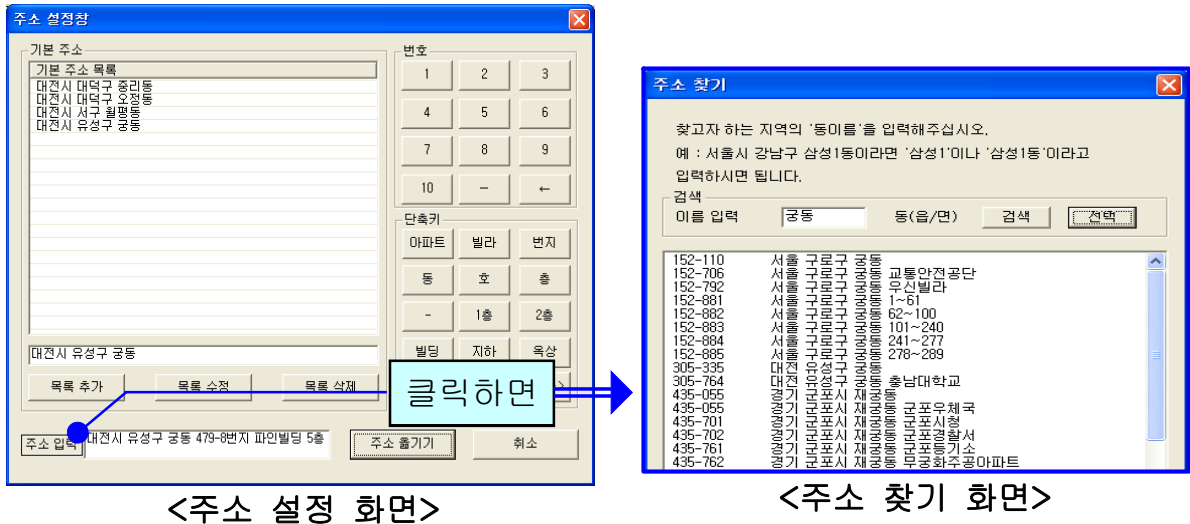 주소 설정창
기본 주소
기본 주소 목록
대전시 대덕구 중리동
대전시 대덕구 오정동
대전시 서구 월평동
대전시 유성구 궁동
대전시 유성구 궁동
목록 추가 목록 수정 목록 삭제
번호
1 2 3
4 5 6
7 8 9
10 - ←
단축키
아파트 빌라 번지
동 호 층
- 1층 2층
빌딩 지하 옥상
>
클릭하면
주소 입력 대전시 유성구 궁동 479-8번지 파인빌딩 5층 주소 옮기기 취소
<주소 설정 화면>
주소 찾기
찾고자 하는 지역의 '동이름'을 입력해주십시오.
예 : 서울시 강남구 삼성1동이라면 '삼성1'이나 '삼성1동'이라고
입력하시면 됩니다.
검색
이름 입력 궁동 동(읍/면) 검색 선택
152-110 서울 구로구 궁동
152-706 서울 구로구 궁동 교통안전공단
152-792 서울 구로구 궁동 우신빌라
152-881 서울 구로구 궁동 1~61
152-882 서울 구로구 궁동 62~100
152-883 서울 구로구 궁동 101~240
152-884 서울 구로구 궁동 241~277
152-885 서울 구로구 궁동 278~289
305-335 대전 유성구 궁동
305-764 대전 유성구 궁동 충남대학교
435-055 경기 군포시 재궁동
435-055 경기 군포시 재궁동 군포우체국
435-701 경기 군포시 재궁동 군포시청
435-702 경기 군포시 재궁동 군포경찰서
435-761 경기 군포시 재궁동 군포등기소
435-762 경기 군포시 재궁동 무궁화주공아파트
<주소 찾기 화면>